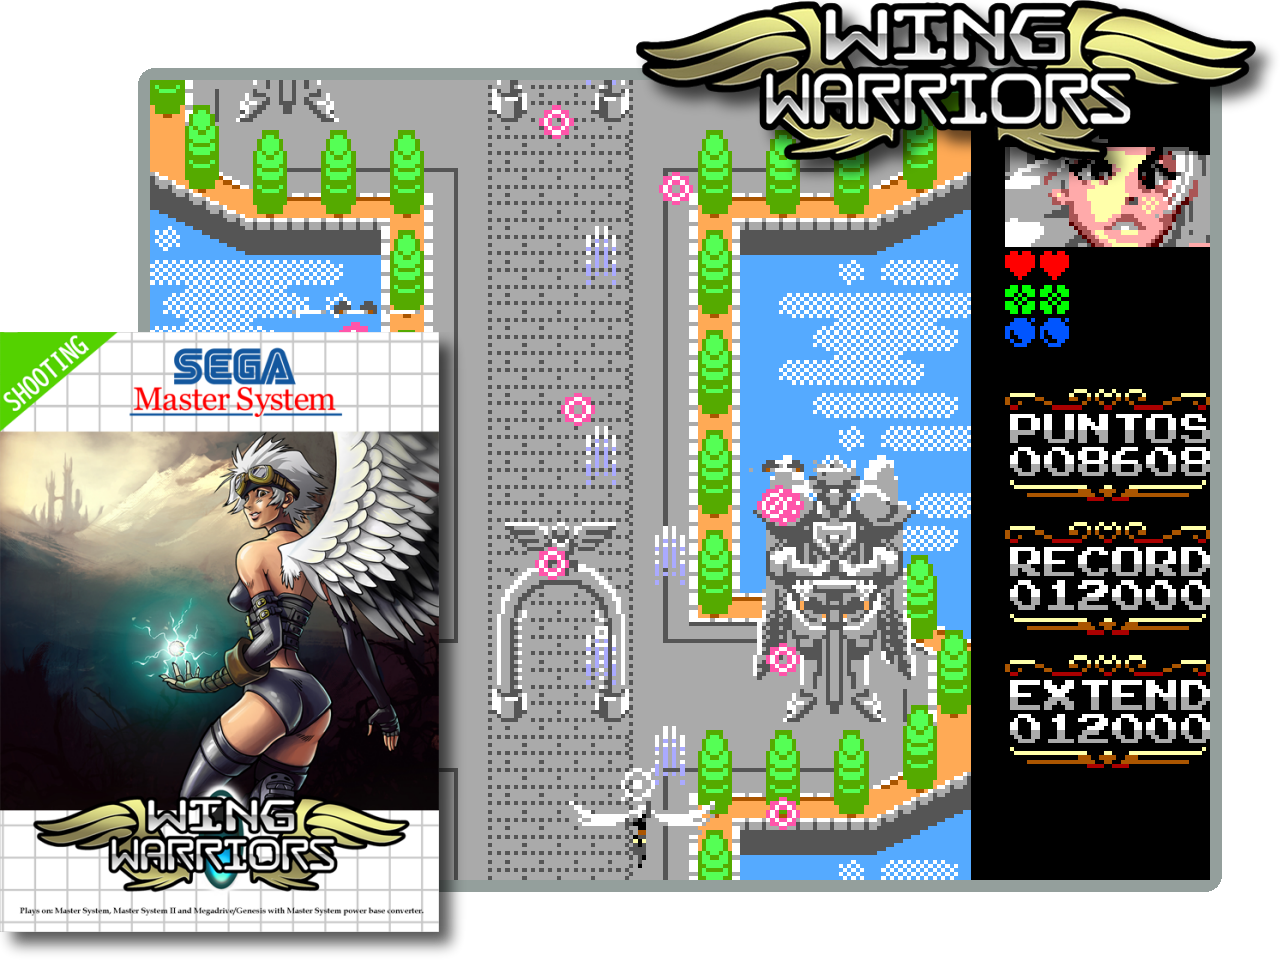 WING
WARRIORS
PUNTOS
008608
RECORD
012000
EXTEND
012000
SHOOTING
SEGA
Master System
WING
WARRIORS
Plays on: Master System, Master System II and Megadrive/Genesis with Master System power base converter.